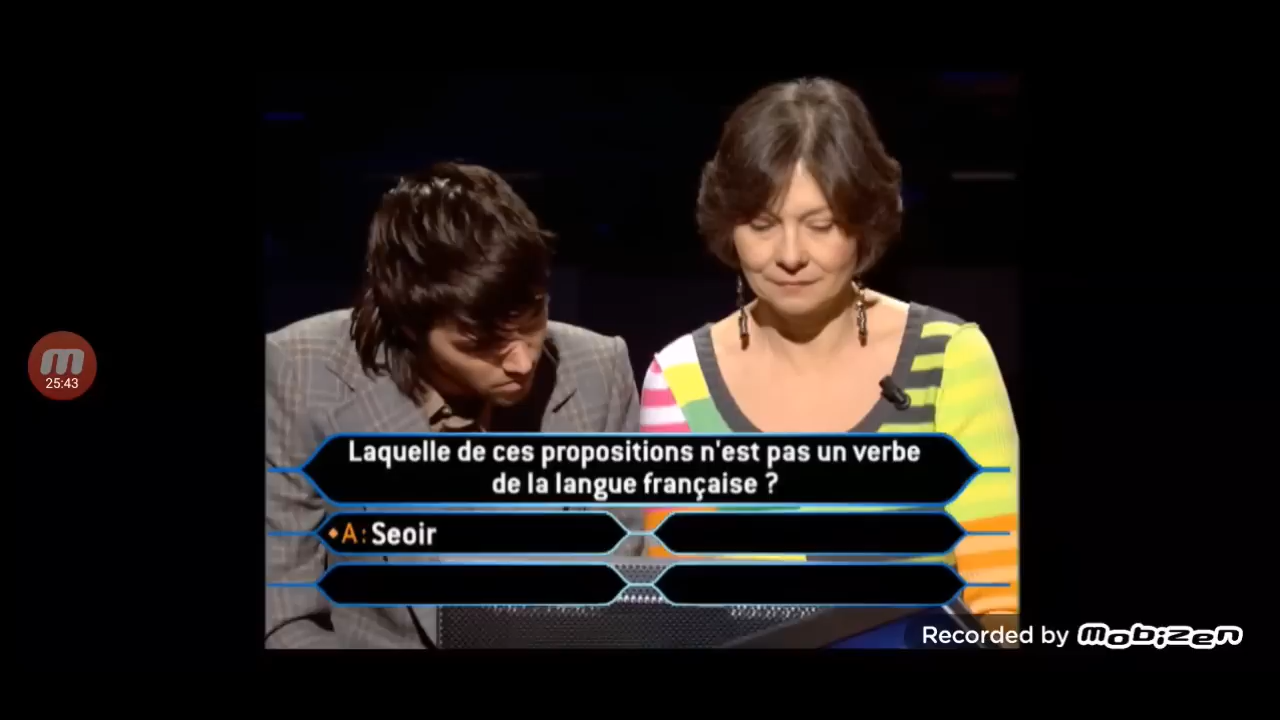 Laquelle de ces propositions n'est pas un verbe
de la langue française ?
A: Seoir
25:43
Recorded by mobizen